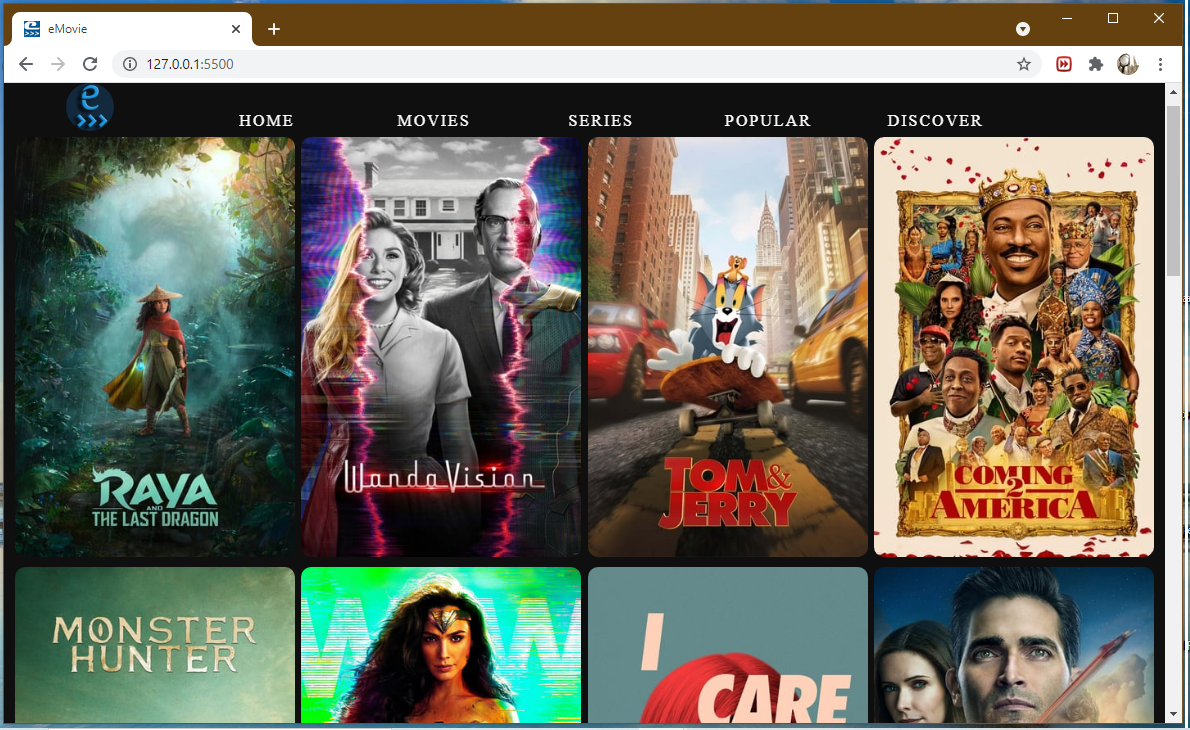 eMovie
127.0.0.1:5500
e
>>>
HOME MOVIES SERIES POPULAR DISCOVER
RAYA
AND
THE LAST DRAGON
WandaVision
TOM&
JERRY
COMING
2
AMERICA
MONSTER
HUNTER
WW
I
CARE